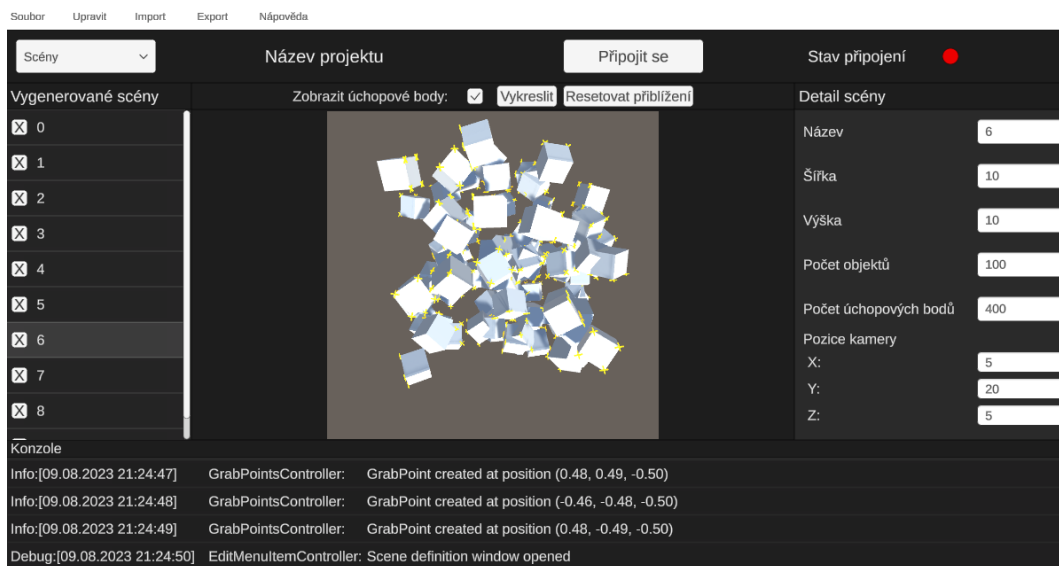 Soubor Upravit Import Export Nápověda
Scény Název projektu Připojit se Stav připojení
Vygenerované scény Zobrazit úchopové body: Vykreslit Resetovat přiblížení Detail scény
X 0
X 1
X 2
X 3
X 4
X 5
X 6
X 7
X 8
Název 6
Šířka 10
Výška 10
Počet objektů 100
Počet úchopových bodů 400
Pozice kamery
X: 5
Y: 20
Z: 5
Konzole
Info:[09.08.2023 21:24:47] GrabPointsController: GrabPoint created at position (0.48, 0.49, -0.50)
Info:[09.08.2023 21:24:48] GrabPointsController: GrabPoint created at position (-0.46, -0.48, -0.50)
Info:[09.08.2023 21:24:49] GrabPointsController: GrabPoint created at position (0.48, -0.49, -0.50)
Debug:[09.08.2023 21:24:50] EditMenuItemController: Scene definition window opened